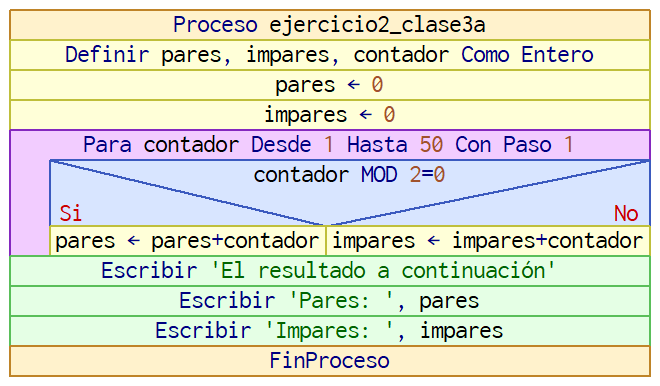 Proceso ejercicio2_clase3a
Definir pares, impares, contador Como Entero
pares ← 0
impares ← 0
Para contador Desde 1 Hasta 50 Con Paso 1
contador MOD 2=0
Si No
pares ← pares+contador impares ← impares+contador
Escribir 'El resultado a continuación'
Escribir 'Pares: ', pares
Escribir 'Impares: ', impares
FinProceso